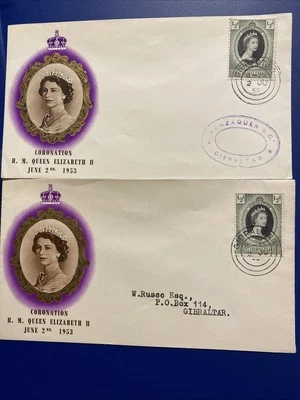 CORONATION
H. M. QUEEN ELIZABETH II
JUNE 2ND. 1953
GIBRALTAR
CORONATION
H. M. QUEEN ELIZABETH II
JUNE 2ND. 1953
W.Russo Esq.,
P.O.Box 114,
GIBRALTAR.